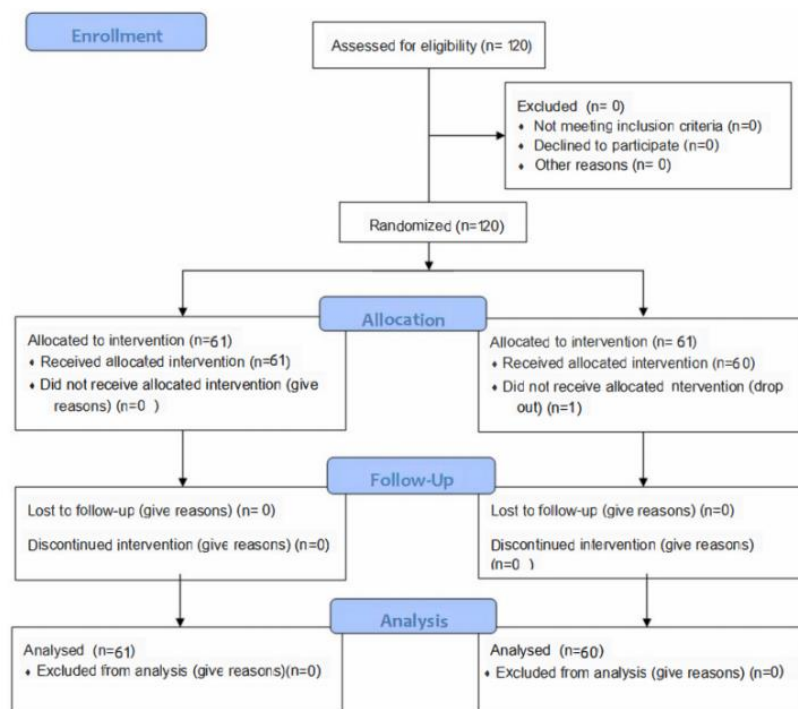 Enrollment
Assessed for eligibility (n= 120)
Excluded (n= 0)
♦ Not meeting inclusion criteria (n=0)
♦ Declined to participate (n=0)
♦ Other reasons (n= 0)
Randomized (n=120)
Allocation
Allocated to intervention (n=61)
♦ Received allocated intervention (n=61)
♦ Did not receive allocated intervention (give
reasons) (n=0 )
Allocated to intervention (n= 61)
♦ Received allocated intervention (n=60)
♦ Did not receive allocated ntervention (drop
out) (n=1)
Follow-Up
Lost to follow-up (give reasons) (n= 0)
Discontinued intervention (give reasons) (n=0)
Lost to follow-up (give reasons) (n=0)
Discontinued intervention (give reasons)
(n=0 )
Analysis
Analysed (n=61)
♦ Excluded from analysis (give reasons)(n=0)
Analysed (n=60)
♦ Excluded from analysis (give reasons) (n=0)